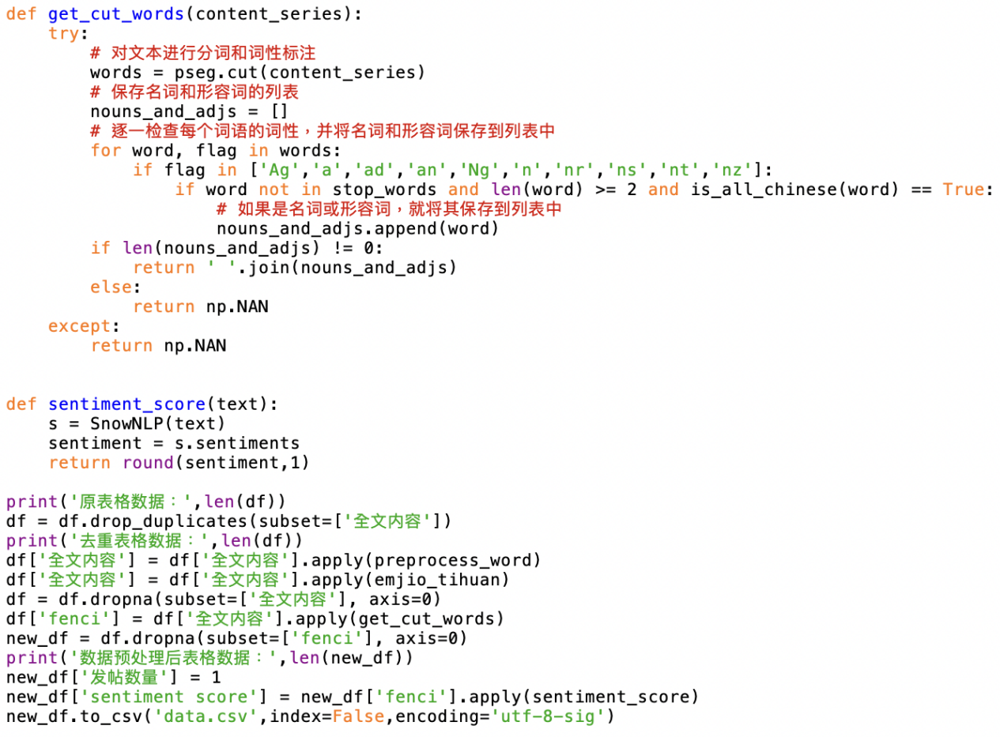 def get_cut_words(content_series):
    try:
        # 对文本进行分词和词性标注
        words = pseg.cut(content_series)
        # 保存名词和形容词的列表
        nouns_and_adjs = []
        # 逐一检查每个词语的词性，并将名词和形容词保存到列表中
        for word, flag in words:
            if flag in ['Ag','a','ad','an','Ng','n','nr','ns','nt','nz']:
                if word not in stop_words and len(word) >= 2 and is_all_chinese(word) == True:
                    # 如果是名词或形容词，就将其保存到列表中
                    nouns_and_adjs.append(word)
        if len(nouns_and_adjs) != 0:
            return ' '.join(nouns_and_adjs)
        else:
            return np.NAN
    except:
        return np.NAN
def sentiment_score(text):
    s = SnowNLP(text)
    sentiment = s.sentiments
    return round(sentiment,1)
print('原表格数据：',len(df))
df = df.drop_duplicates(subset=['全文内容'])
print('去重表格数据：',len(df))
df['全文内容'] = df['全文内容'].apply(preprocess_word)
df['全文内容'] = df['全文内容'].apply(emjio_tihuan)
df = df.dropna(subset=['全文内容'], axis=0)
df['fenci'] = df['全文内容'].apply(get_cut_words)
new_df = df.dropna(subset=['fenci'], axis=0)
print('数据预处理后表格数据：',len(new_df))
new_df['发帖数量'] = 1
new_df['sentiment score'] = new_df['fenci'].apply(sentiment_score)
new_df.to_csv('data.csv',index=False,encoding='utf-8-sig')